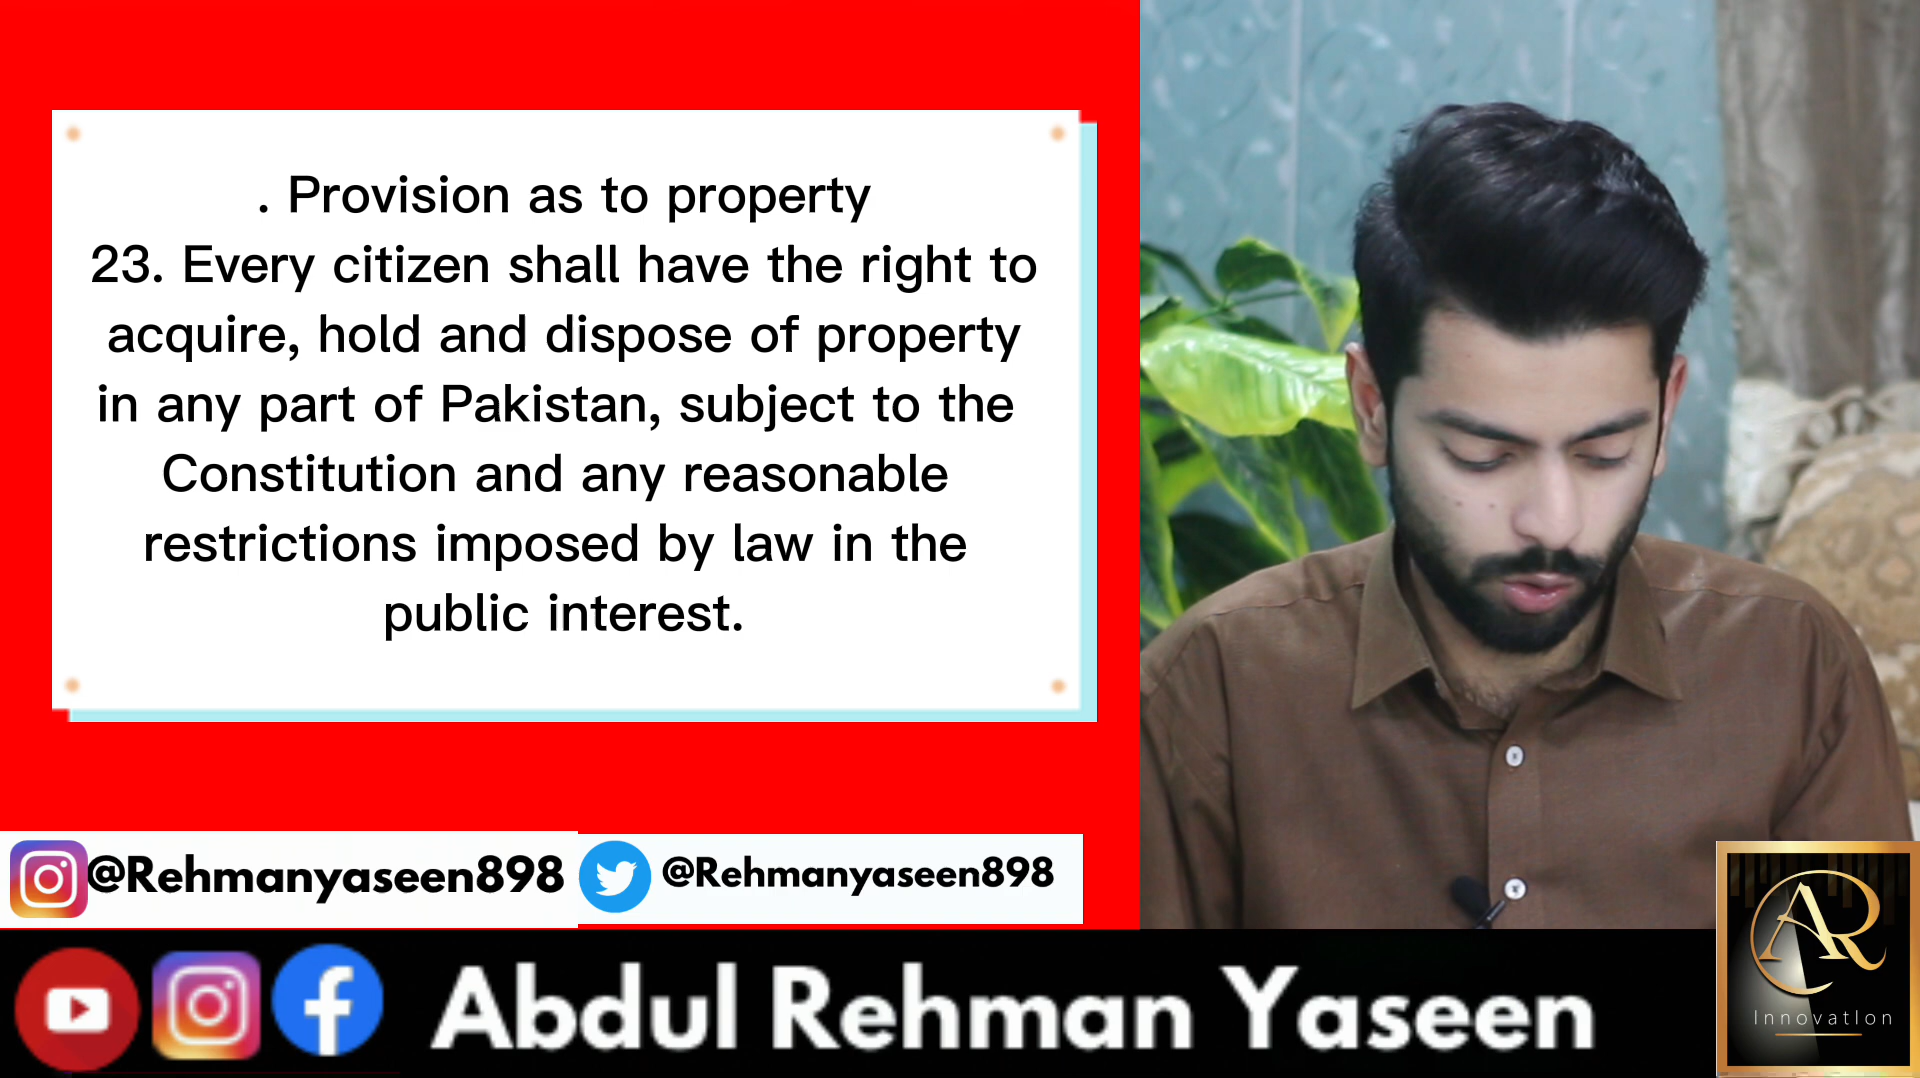 . Provision as to property
23. Every citizen shall have the right to
acquire, hold and dispose of property
in any part of Pakistan, subject to the
Constitution and any reasonable
restrictions imposed by law in the
public interest.
@Rehmanyaseen898
@Rehmanyaseen898
Abdul Rehman Yaseen
AR
InnovatIon